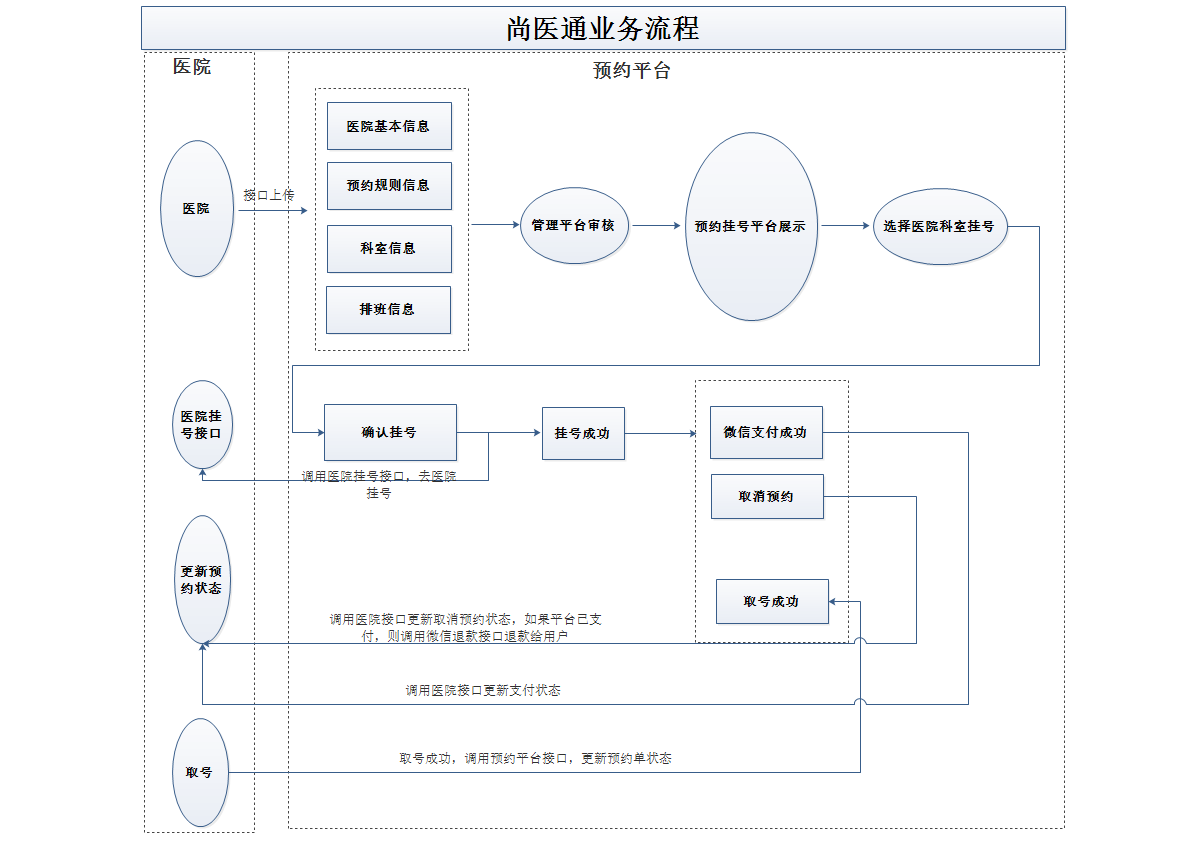 尚医通业务流程
医院
预约平台
医院基本信息
预约规则信息
科室信息
排班信息
医院
接口上传
管理平台审核
预约挂号平台展示
选择医院科室挂号
医院挂
号接口
确认挂号
挂号成功
微信支付成功
取消预约
取号成功
调用医院挂号接口，去医院
挂号
更新预
约状态
调用医院接口更新取消预约状态，如果平台已支
付，则调用微信退款接口退款给用户
调用医院接口更新支付状态
取号
取号成功，调用预约平台接口，更新预约单状态